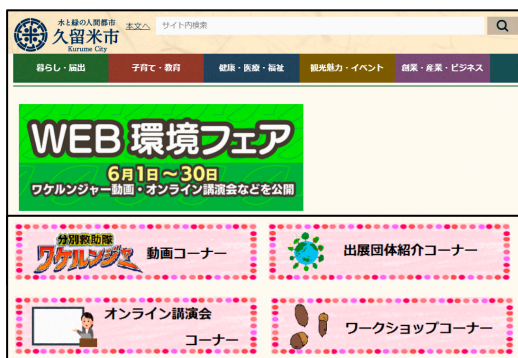 水と緑の人間都市
久留米市
Kurume City
本文へ
サイト内検索
暮らし・届出
子育て・教育
健康・医療・福祉
観光魅力・イベント
創業・産業・ビジネス
WEB環境フェア
6月1日~30日
ワケルンジャー動画・オンライン講演会などを公開
分別救助隊
ワケルンジャー
動画コーナー
出展団体紹介コーナー
オンライン講演会
コーナー
ワークショップコーナー